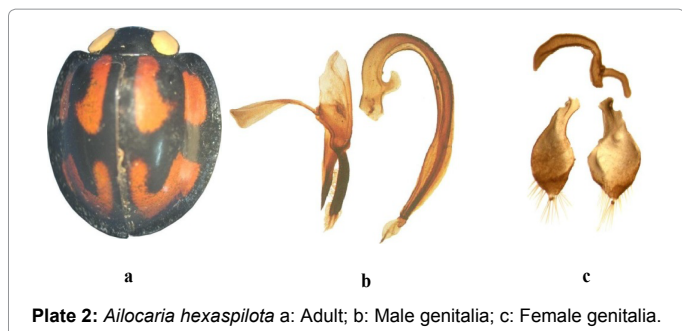 a
b
c
Plate 2: Ailocaria hexaspilota a: Adult; b: Male genitalia; c: Female genitalia.